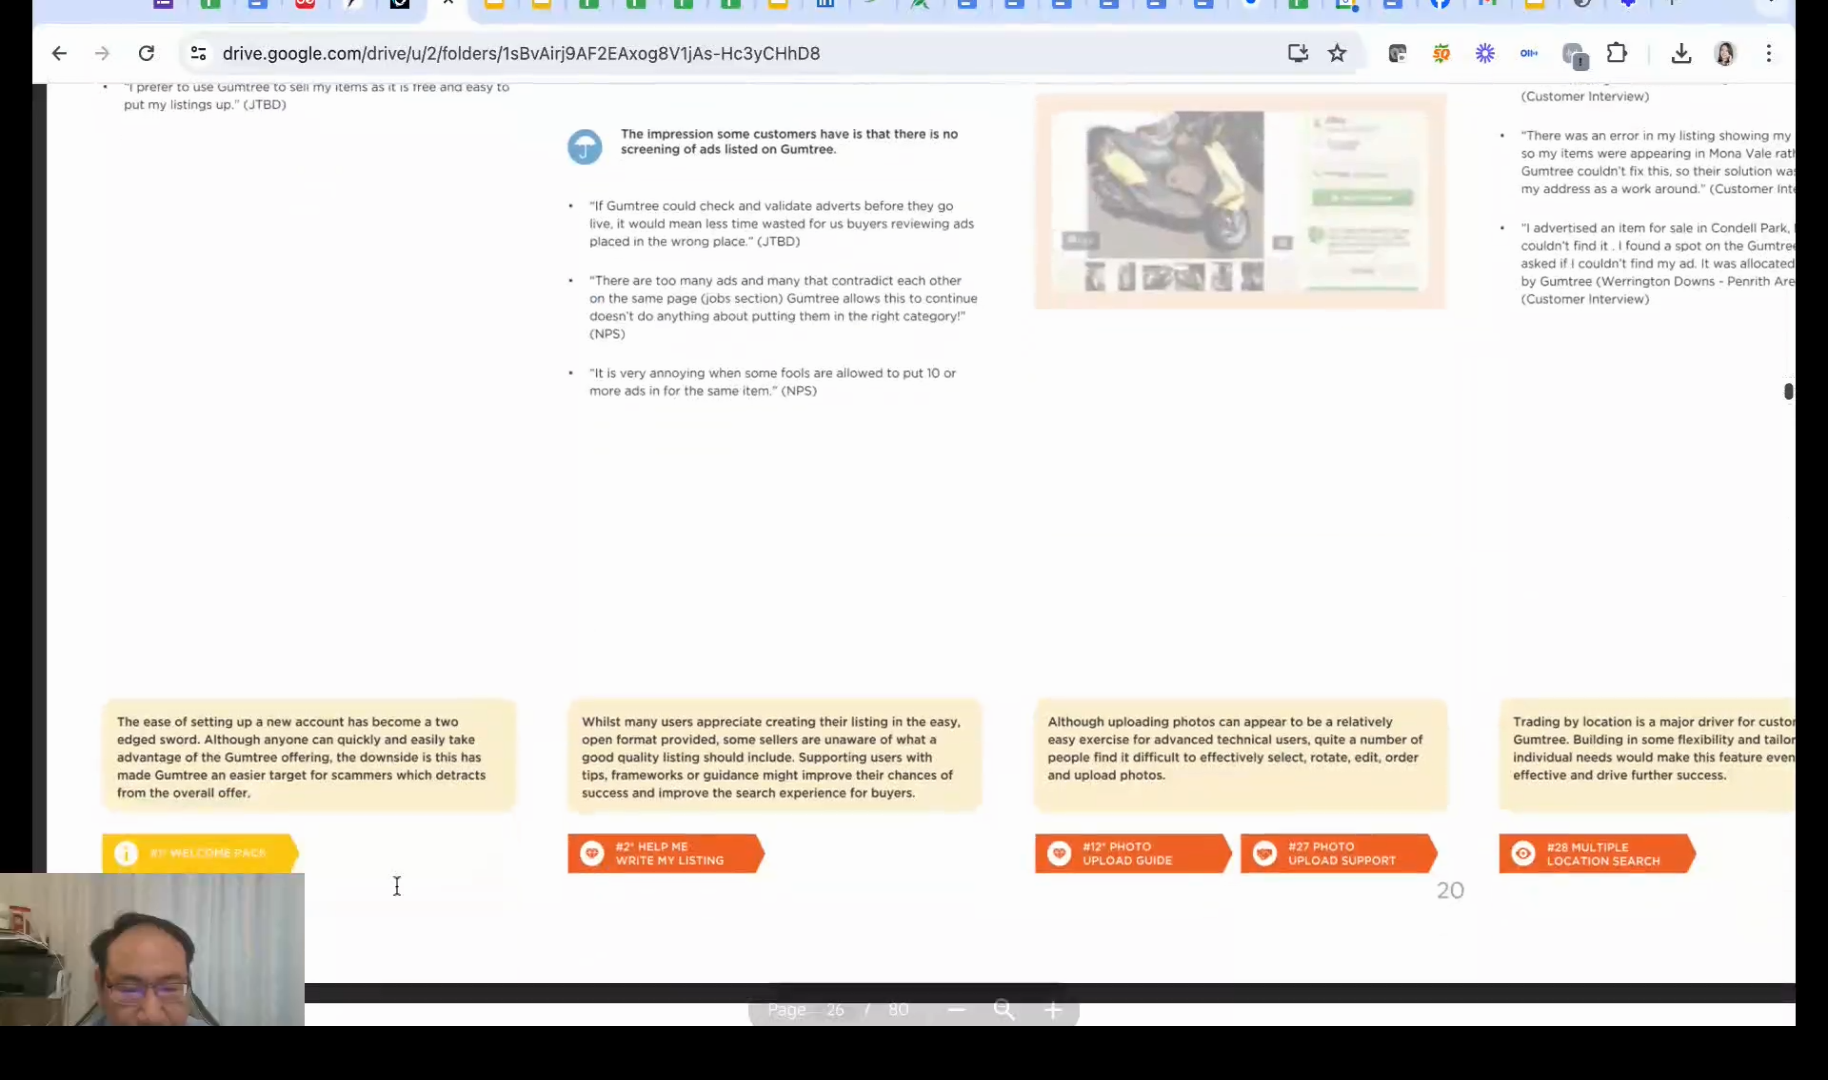 drive.google.com/drive/u/2/folders/1sBvAirj9AF2EAxog8V1jAs-Hc3yCHhD8
• "I prefer to use Gumtree to sell my items as it is free and easy to
put my listings up." (JTBD)
The impression some customers have is that there is no
screening of ads listed on Gumtree.
• "If Gumtree could check and validate adverts before they go
live, it would mean less time wasted for us buyers reviewing ads
placed in the wrong place." (JTBD)
• "There are too many ads and many that contradict each other
on the same page (jobs section) Gumtree allows this to continue
doesn't do anything about putting them in the right category!"
(NPS)
• "It is very annoying when some fools are allowed to put 10 or
more ads in for the same item." (NPS)
(Customer Interview)
• "There was an error in my listing showing my
so my items were appearing in Mona Vale rat
Gumtree couldn't fix this, so their solution was
my address as a work around." (Customer Int
• "I advertised an item for sale in Condell Park,
couldn't find it . I found a spot on the Gumtre
asked if I couldn't find my ad. It was allocated
by Gumtree (Werrington Downs - Penrith Are
(Customer Interview)
The ease of setting up a new account has become a two
edged sword. Although anyone can quickly and easily take
advantage of the Gumtree offering, the downside is this has
made Gumtree an easier target for scammers which detracts
from the overall offer.
#1* WELCOME PACK
Whilst many users appreciate creating their listing in the easy,
open format provided, some sellers are unaware of what a
good quality listing should include. Supporting users with
tips, frameworks or guidance might improve their chances of
success and improve the search experience for buyers.
#2* HELP ME
WRITE MY LISTING
Although uploading photos can appear to be a relatively
easy exercise for advanced technical users, quite a number of
people find it difficult to effectively select, rotate, edit, order
and upload photos.
#12* PHOTO
UPLOAD GUIDE
#27 PHOTO
UPLOAD SUPPORT
Trading by location is a major driver for custo
Gumtree. Building in some flexibility and tailor
individual needs would make this feature even
effective and drive further success.
#28 MULTIPLE
LOCATION SEARCH
20
Page 26 / 80